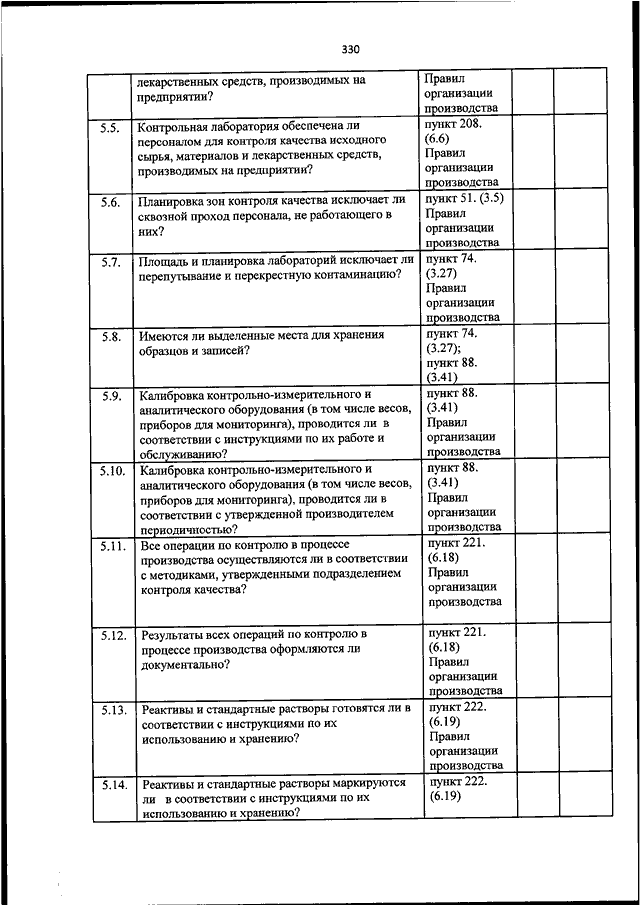 330
лекарственных средств, производимых на
предприятии?
Правил
организации
производства
5.5.
Контрольная лаборатория обеспечена ли
персоналом для контроля качества исходного
сырья, материалов и лекарственных средств,
производимых на предприятии?
пункт 208.
(6.6)
Правил
организации
производства
5.6.
Планировка зон контроля качества исключает ли
сквозной проход персонала, не работающего в
них?
пункт 51. (3.5)
Правил
организации
производства
5.7.
Площадь и планировка лабораторий исключает ли
перепутывание и перекрестную контаминацию?
пункт 74.
(3.27)
Правил
организации
производства
5.8.
Имеются ли выделенные места для хранения
образцов и записей?
пункт 74.
(3.27);
пункт 88.
(3.41)
5.9.
Калибровка контрольно-измерительного и
аналитического оборудования (в том числе весов,
приборов для мониторинга), проводится ли в
соответствии с инструкциями по их работе и
обслуживанию?
пункт 88.
(3.41)
Правил
организации
производства
5.10.
Калибровка контрольно-измерительного и
аналитического оборудования (в том числе весов,
приборов для мониторинга), проводится ли в
соответствии с утвержденной производителем
периодичностью?
пункт 88.
(3.41)
Правил
организации
производства
5.11.
Все операции по контролю в процессе
производства осуществляются ли в соответствии
с методиками, утвержденными подразделением
контроля качества?
пункт 221.
(6.18)
Правил
организации
производства
5.12.
Результаты всех операций по контролю в
процессе производства оформляются ли
документально?
пункт 221.
(6.18)
Правил
организации
производства
5.13.
Реактивы и стандартные растворы готовятся ли в
соответствии с инструкциями по их
использованию и хранению?
пункт 222.
(6.19)
Правил
организации
производства
5.14.
Реактивы и стандартные растворы маркируются
ли в соответствии с инструкциями по их
использованию и хранению?
пункт 222.
(6.19)